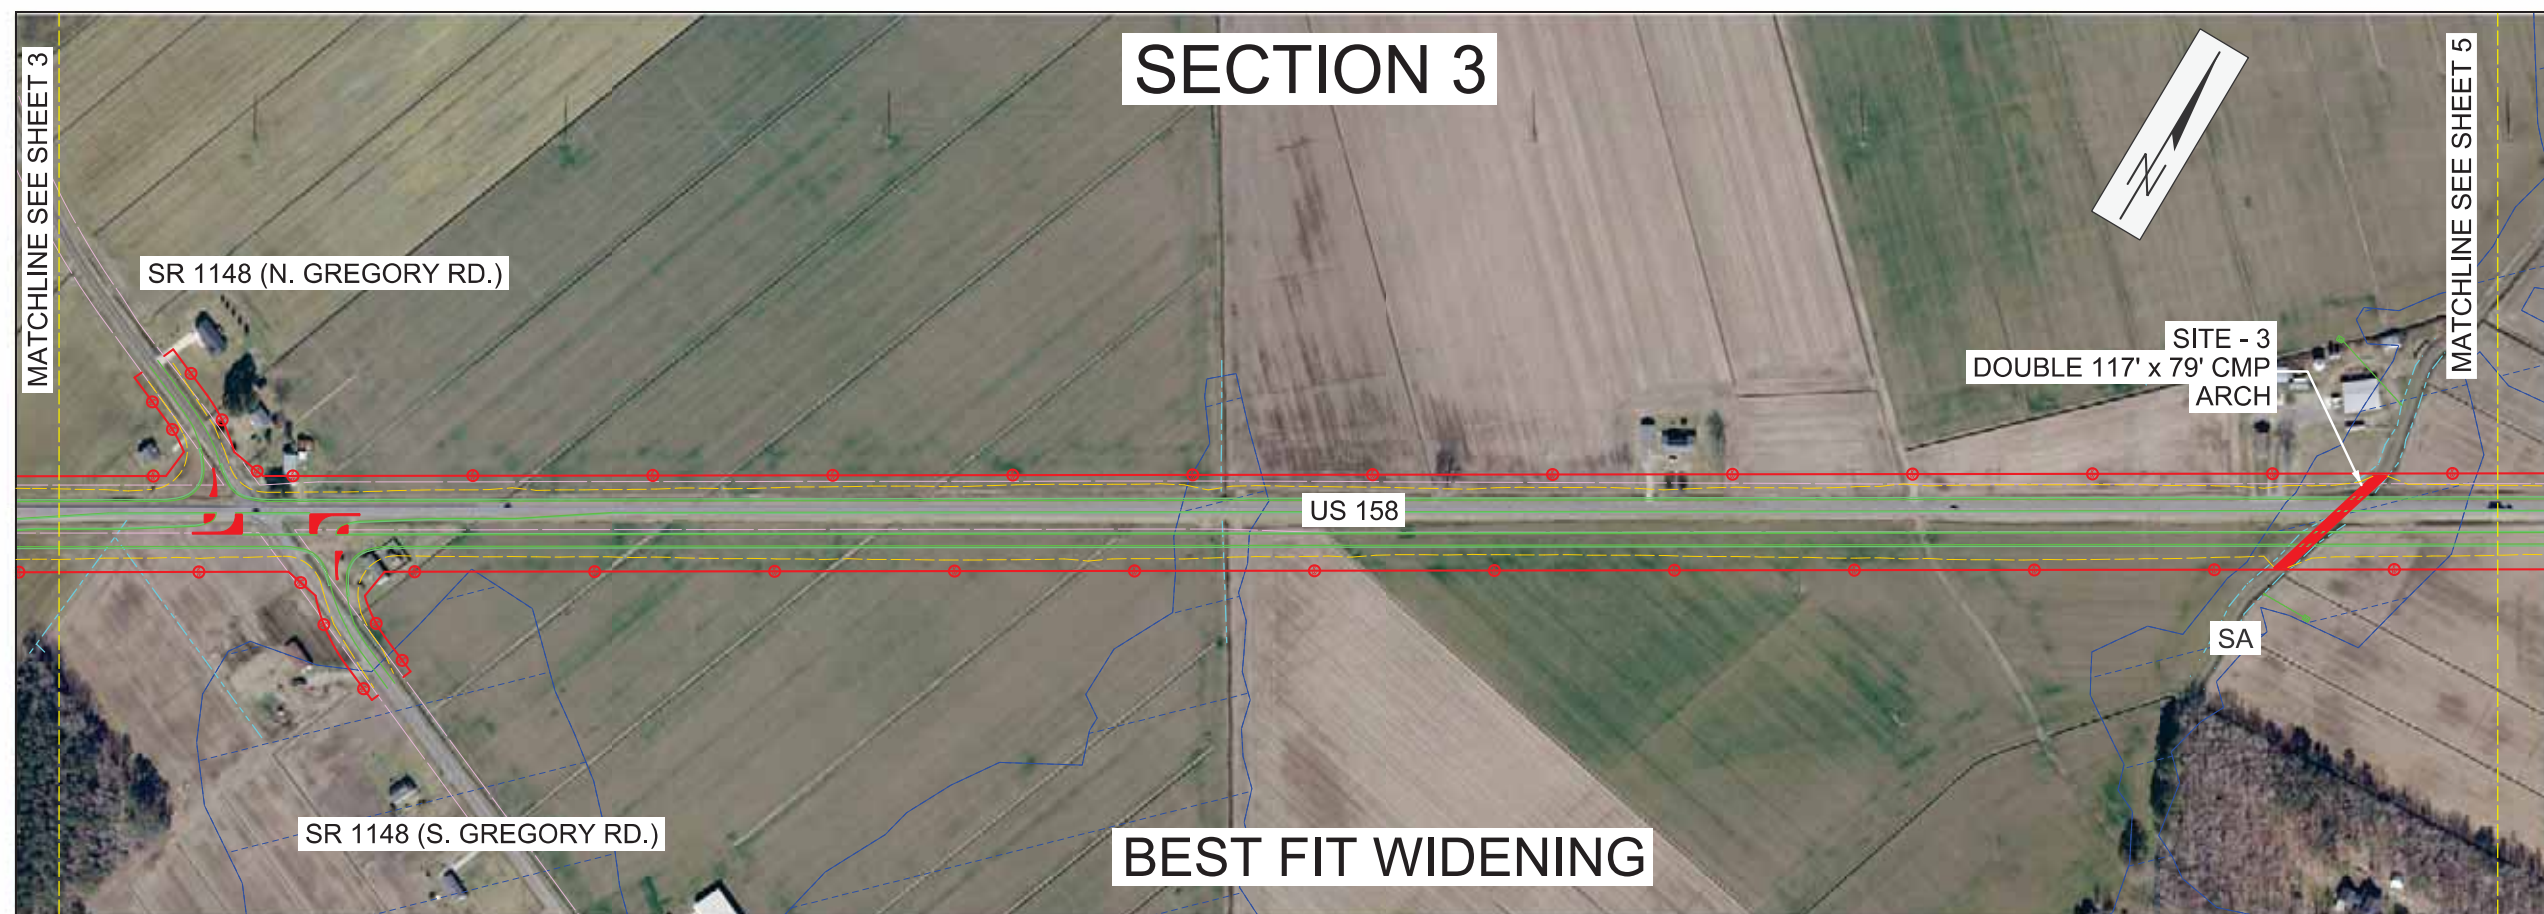 SECTION 3
MATCHLINE SEE SHEET 3
MATCHLINE SEE SHEET 5
N
SR 1148 (N. GREGORY RD.)
SITE - 3
DOUBLE 117' x 79' CMP
ARCH
US 158
SA
SR 1148 (S. GREGORY RD.)
BEST FIT WIDENING